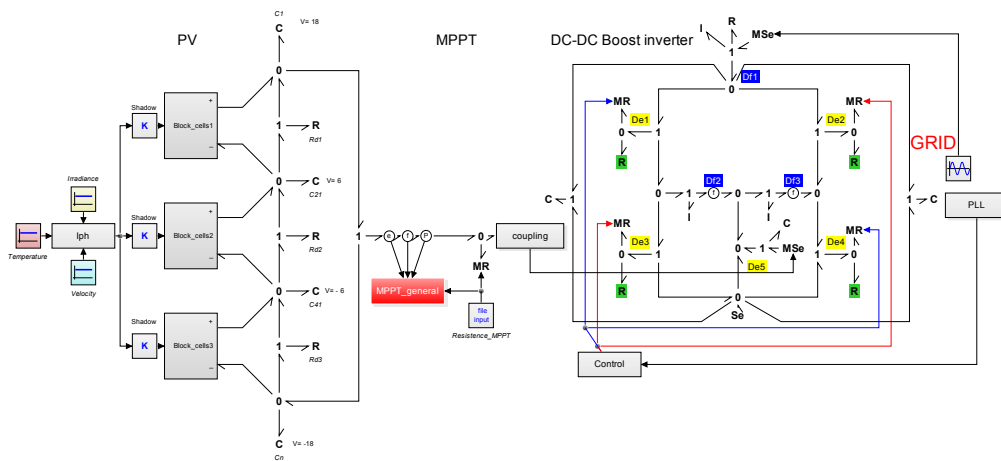 PV
MPPT
DC-DC Boost inverter
GRID
C1
V= 18
C
0
1
R
Rd1
0
C
V= 6
C21
1
R
Rd2
0
C
V= - 6
C41
1
R
Rd3
0
C
V= -18
Cn
Shadow
K
Block_cells1
+
_
Shadow
K
Block_cells2
+
_
Shadow
K
Block_cells3
+
_
Irradiance
Temperature
Iph
Velocity
1
e
f
P
0
MR
coupling
MPPT_general
file
input
Resistence_MPPT
I
R
MSe
1
Df1
0
MR
De1
0
1
R
MR
De2
1
0
R
C
1
0
1
Df2
f
0
1
Df3
f
0
1
C
I
I
MR
De3
0
1
R
C
0
1
MSe
De5
MR
De4
1
0
R
0
Se
Control
PLL